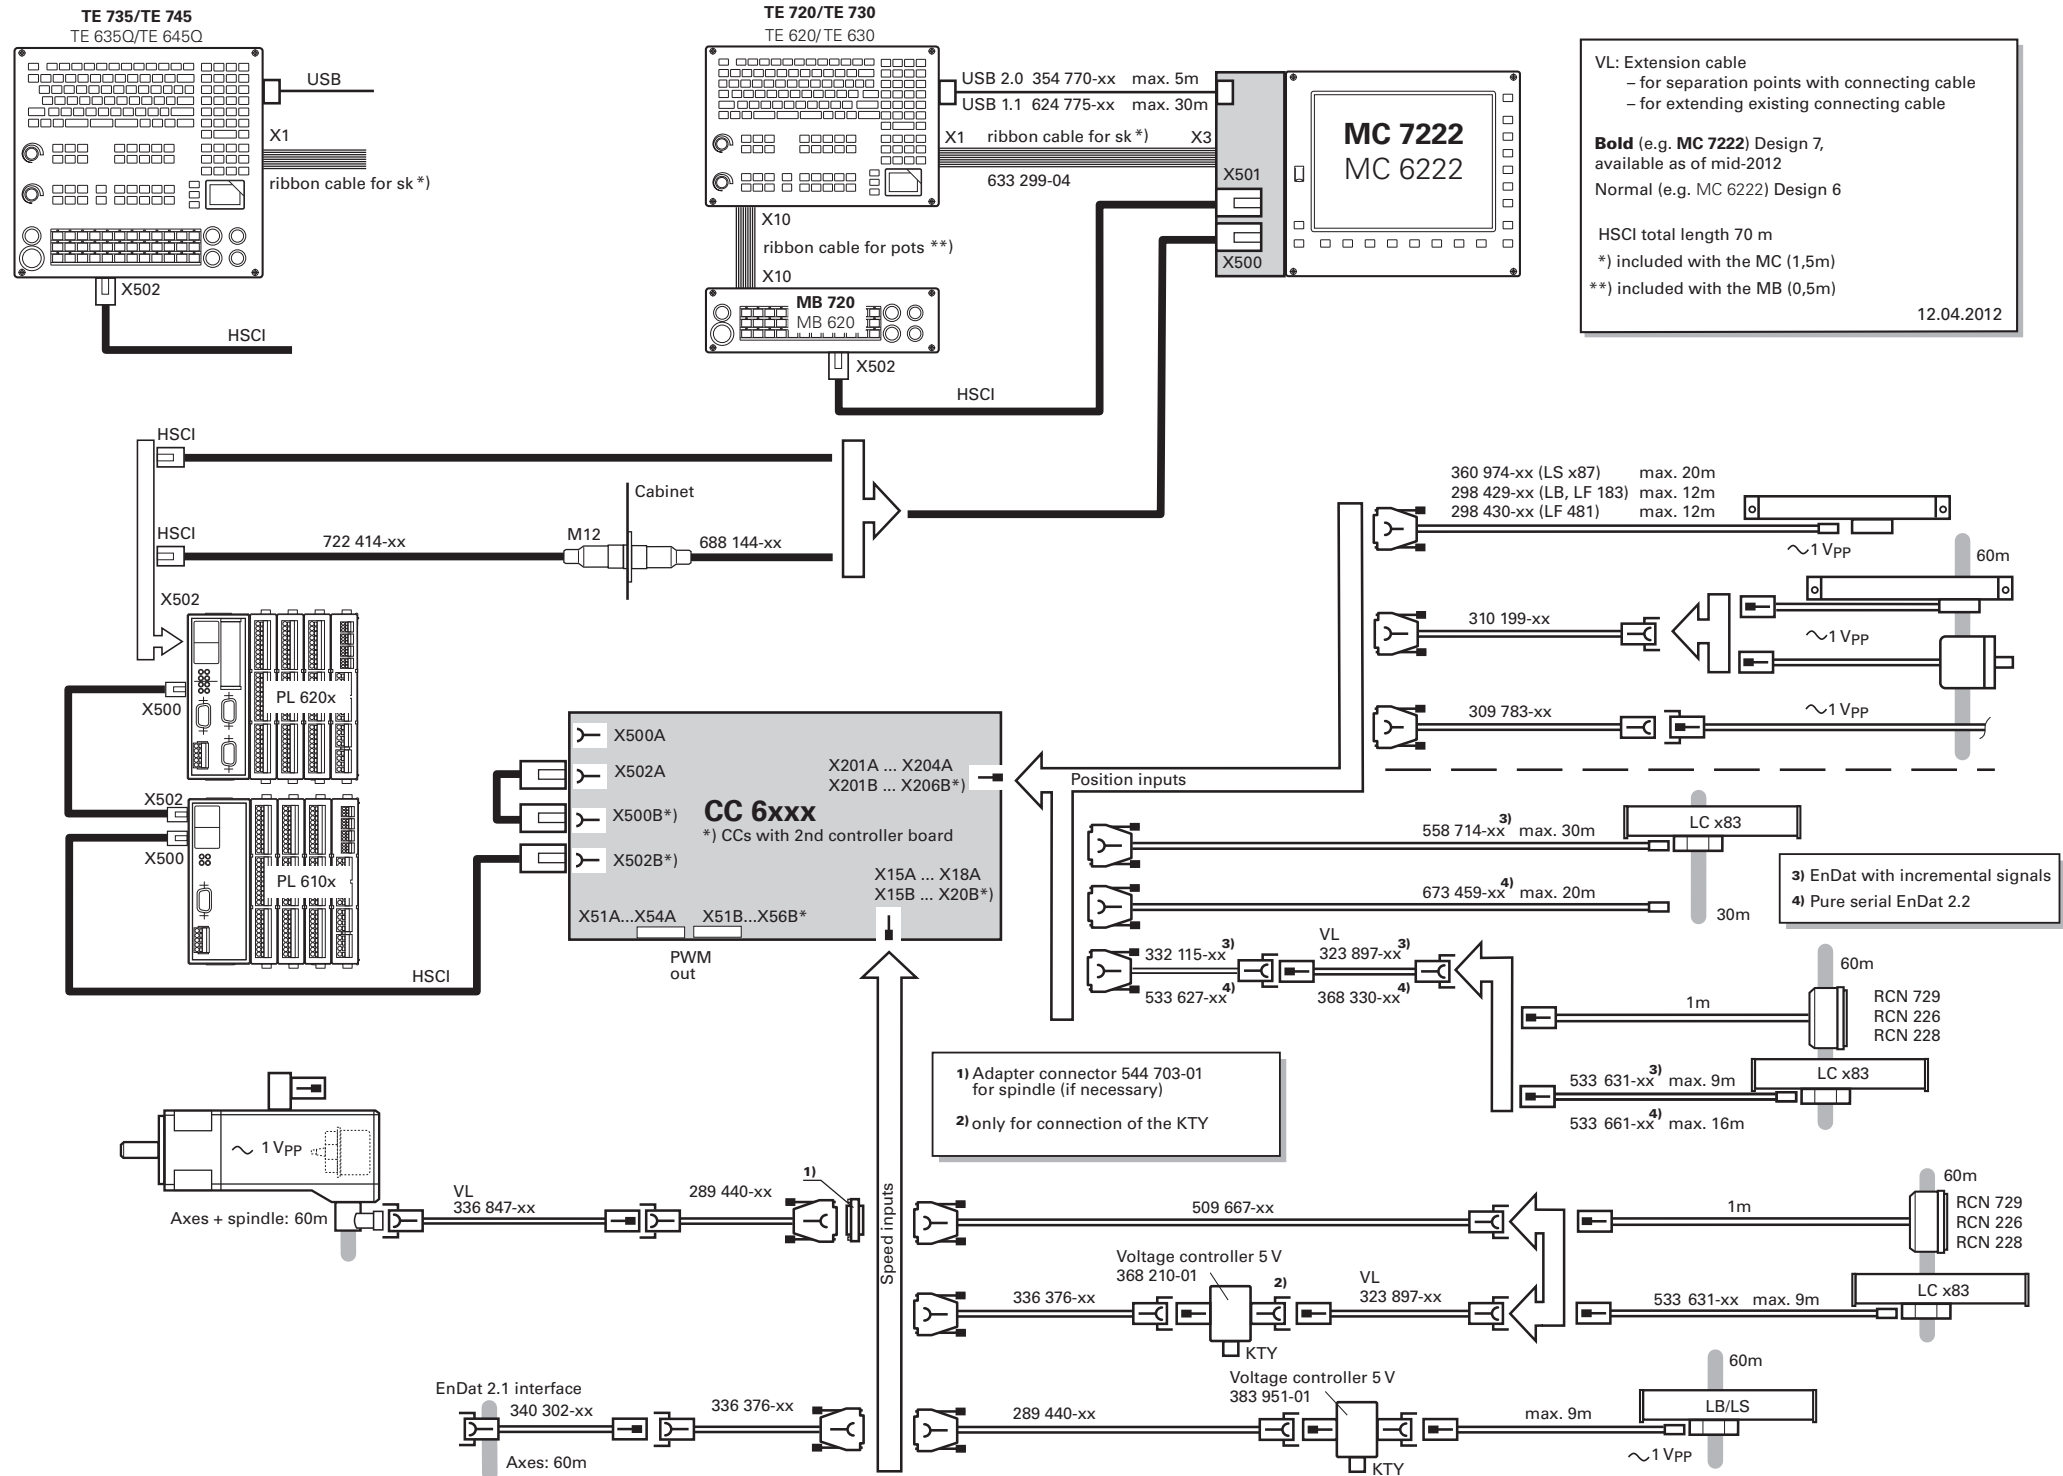 TE 735/TE 745
TE 635Q/TE 645Q
USB
X1
ribbon cable for sk *)
X502
HSCI
TE 720/TE 730
TE 620/ TE 630
USB 2.0 354 770-xx max. 5m
USB 1.1 624 775-xx max. 30m
X1 ribbon cable for sk *) X3
633 299-04
X10
ribbon cable for pots **)
X10
MB 720
MB 620
X502
HSCI
X501
X500
MC 7222
MC 6222
VL: Extension cable
– for separation points with connecting cable
– for extending existing connecting cable
Bold (e.g. MC 7222) Design 7,
available as of mid-2012
Normal (e.g. MC 6222) Design 6
HSCI total length 70 m
*) included with the MC (1,5m)
**) included with the MB (0,5m)
12.04.2012
HSCI
Cabinet
HSCI
722 414-xx
M12
688 144-xx
X502
PL 620x
X500
X502
X500
PL 610x
HSCI
X500A
X502A
X500B*)
X502B*)
X201A ... X204A
X201B ... X206B*)
CC 6xxx
*) CCs with 2nd controller board
X15A ... X18A
X15B ... X20B*)
X51A...X54A
X51B...X56B*
PWM
out
Position inputs
360 974-xx (LS x87) max. 20m
298 429-xx (LB, LF 183) max. 12m
298 430-xx (LF 481) max. 12m
~1 VPP
60m
310 199-xx
~1 VPP
309 783-xx
~1 VPP
558 714-xx3) max. 30m
LC x83
673 459-xx4) max. 20m
30m
3) EnDat with incremental signals
4) Pure serial EnDat 2.2
332 115-xx3)
533 627-xx4)
VL
323 897-xx3)
368 330-xx4)
60m
1m
RCN 729
RCN 226
RCN 228
533 631-xx3) max. 9m
LC x83
533 661-xx4) max. 16m
1) Adapter connector 544 703-01
for spindle (if necessary)
2) only for connection of the KTY
~ 1 VPP
Axes + spindle: 60m
VL
336 847-xx
289 440-xx
1)
Speed inputs
509 667-xx
1m
60m
RCN 729
RCN 226
RCN 228
Voltage controller 5 V
368 210-01
336 376-xx
2)
VL
323 897-xx
KTY
533 631-xx max. 9m
LC x83
EnDat 2.1 interface
340 302-xx
336 376-xx
Axes: 60m
Voltage controller 5 V
383 951-01
289 440-xx
KTY
max. 9m
60m
LB/LS
~1 VPP